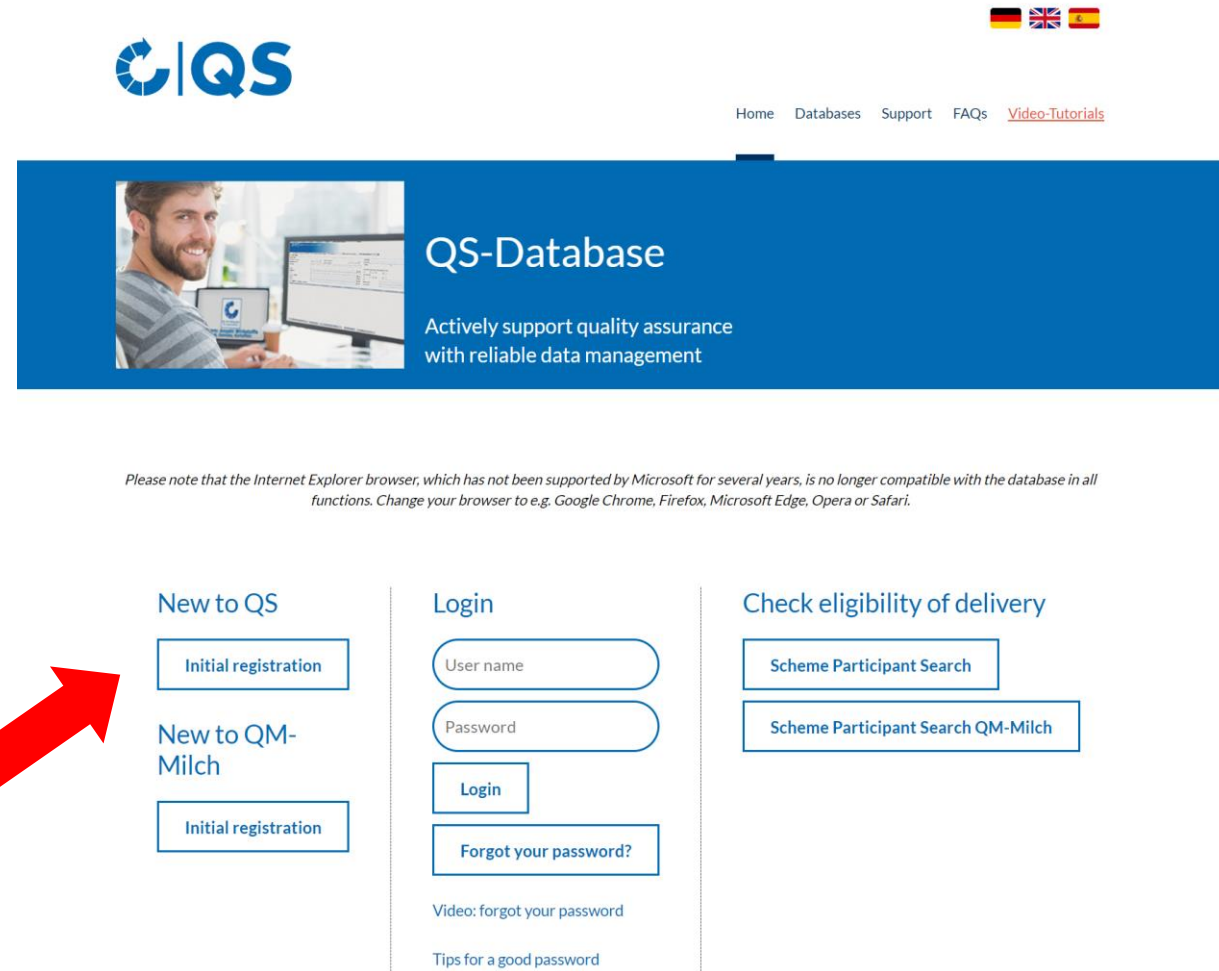 QS
Home Databases Support FAQs Video-Tutorials
QS-Database
Actively support quality assurance
with reliable data management
Please note that the Internet Explorer browser, which has not been supported by Microsoft for several years, is no longer compatible with the database in all
functions. Change your browser to e.g. Google Chrome, Firefox, Microsoft Edge, Opera or Safari.
New to QS
Initial registration
New to QM-
Milch
Initial registration
Login
User name
Password
Login
Forgot your password?
Video: forgot your password
Tips for a good password
Check eligibility of delivery
Scheme Participant Search
Scheme Participant Search QM-Milch